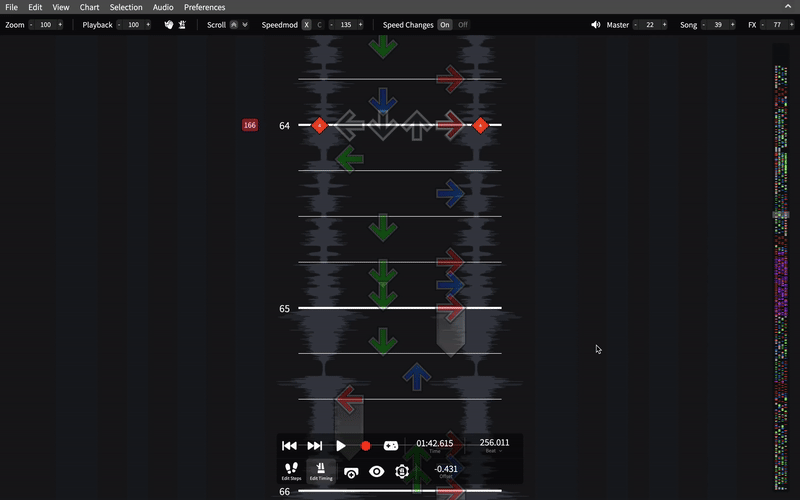 File Edit View Chart Selection Audio Preferences
Zoom - 100 + Playback - 100 + Scroll Speedmod X C - 135 + Speed Changes On Off Master - 22 + Song - 39 + FX - 77 +
166 64 4 4
65
01:42.615 256.011
Time Beat
Edit Steps Edit Timing -0.431
Offset
66